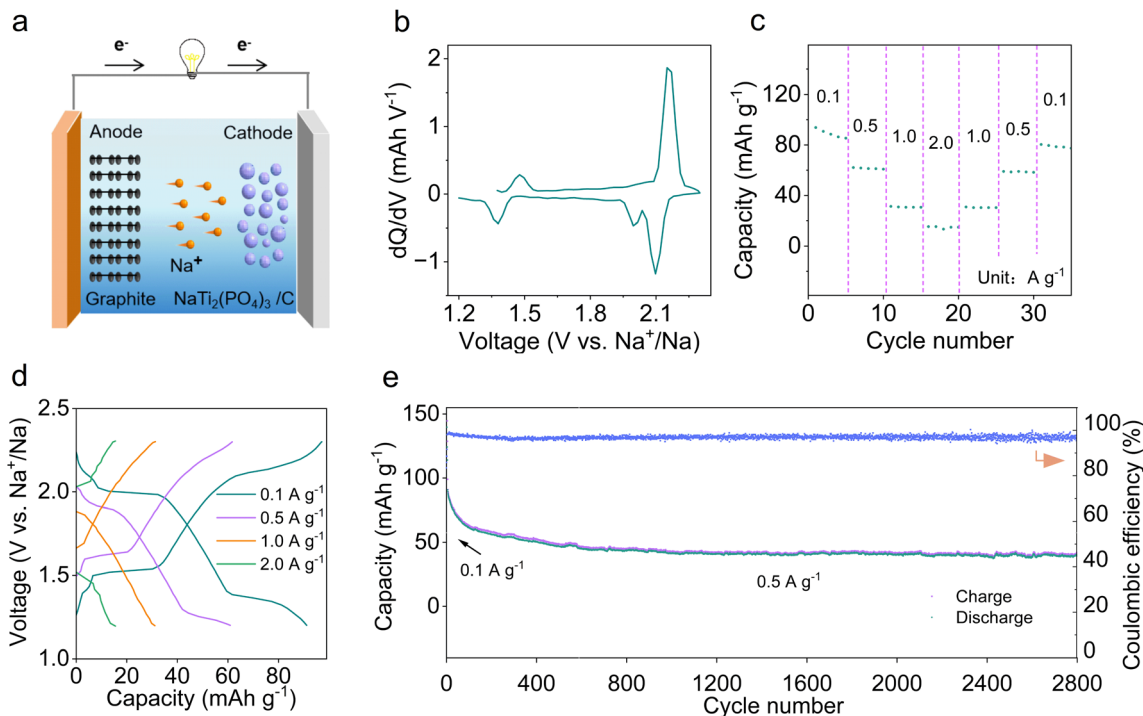 a
e-
e-
Anode
Cathode
Na+
Graphite
NaTi2(PO4)3 /C
b
2
1
0
−1
dQ/dV (mAh V-1)
1.2
1.5
1.8
2.1
Voltage (V vs. Na+/Na)
c
120
80
40
0
Capacity (mAh g-1)
0.1
0.5
1.0
2.0
1.0
0.5
0.1
Unit: A g-1
0
10
20
30
Cycle number
d
2.5
2.0
1.5
1.0
Voltage (V vs. Na+/Na)
0.1 A g-1
0.5 A g-1
1.0 A g-1
2.0 A g-1
0
20
40
60
80
Capacity (mAh g-1)
e
150
100
50
0
Capacity (mAh g-1)
0.1 A g-1
0.5 A g-1
Charge
Discharge
100
80
60
40
20
0
Coulombic efficiency (%)
0
400
800
1200
1600
2000
2400
2800
Cycle number